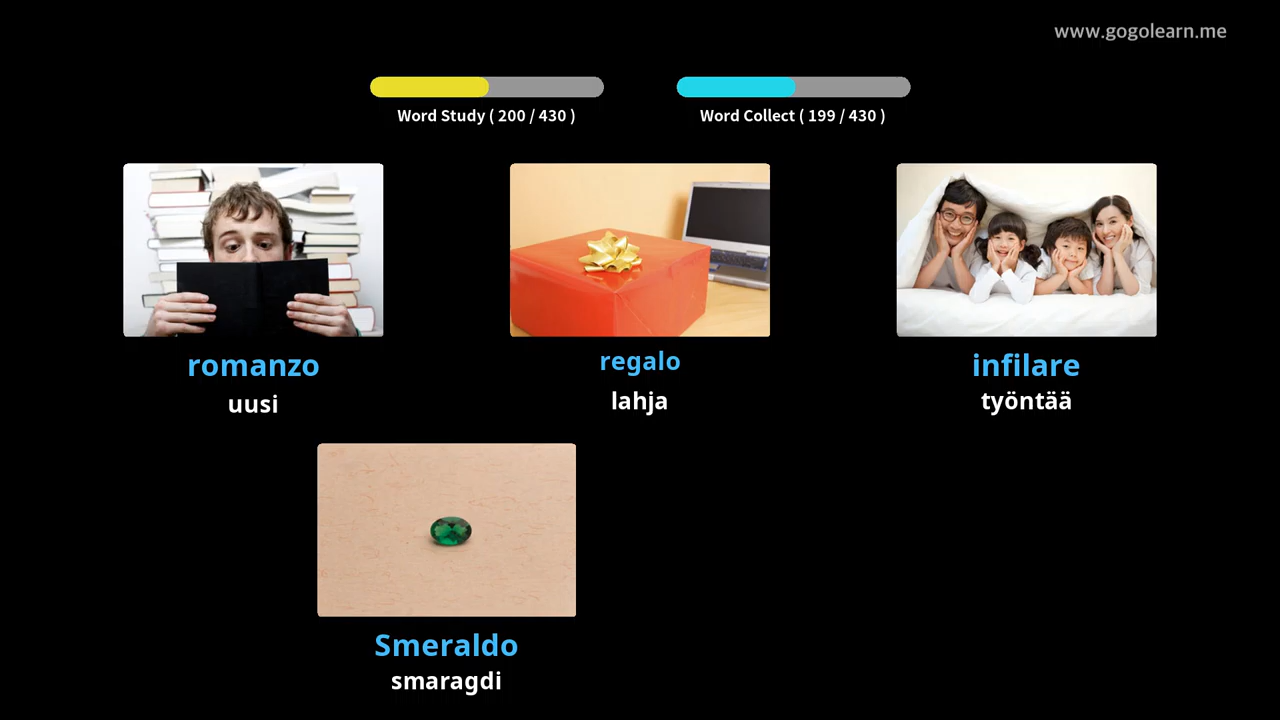 www.gogolearn.me
Word Study ( 200 / 430 )
Word Collect ( 199 / 430 )
romanzo
uusi
regalo
lahja
infilare
työntää
Smeraldo
smaragdi